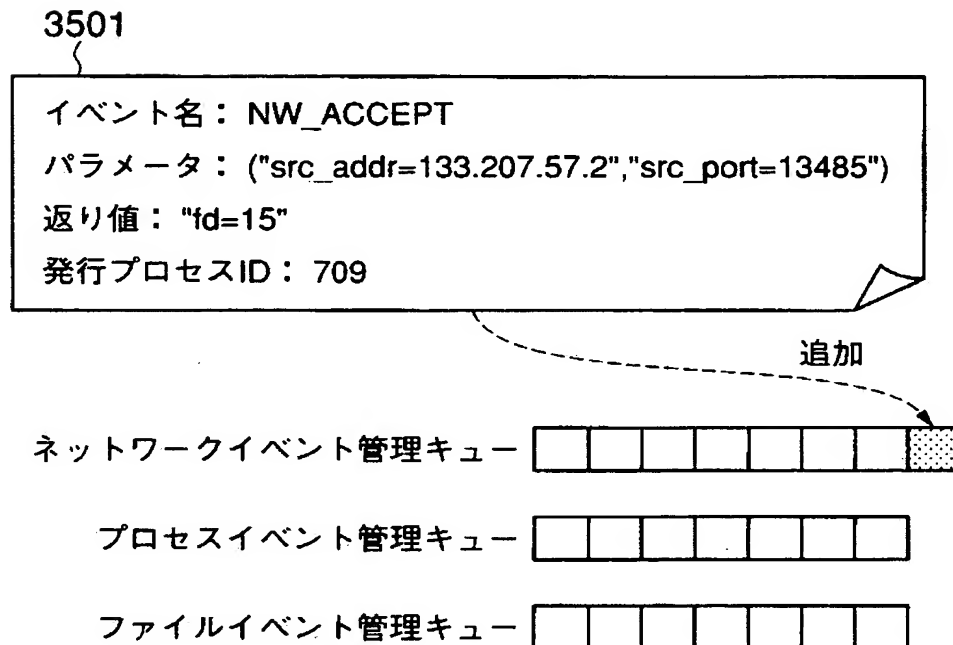 3501
イベント名： NW_ACCEPT
パラメータ： ("src_addr=133.207.57.2","src_port=13485")
返り値： "fd=15"
発行プロセスID： 709
追加
ネットワークイベント管理キュー
プロセスイベント管理キュー
ファイルイベント管理キュー